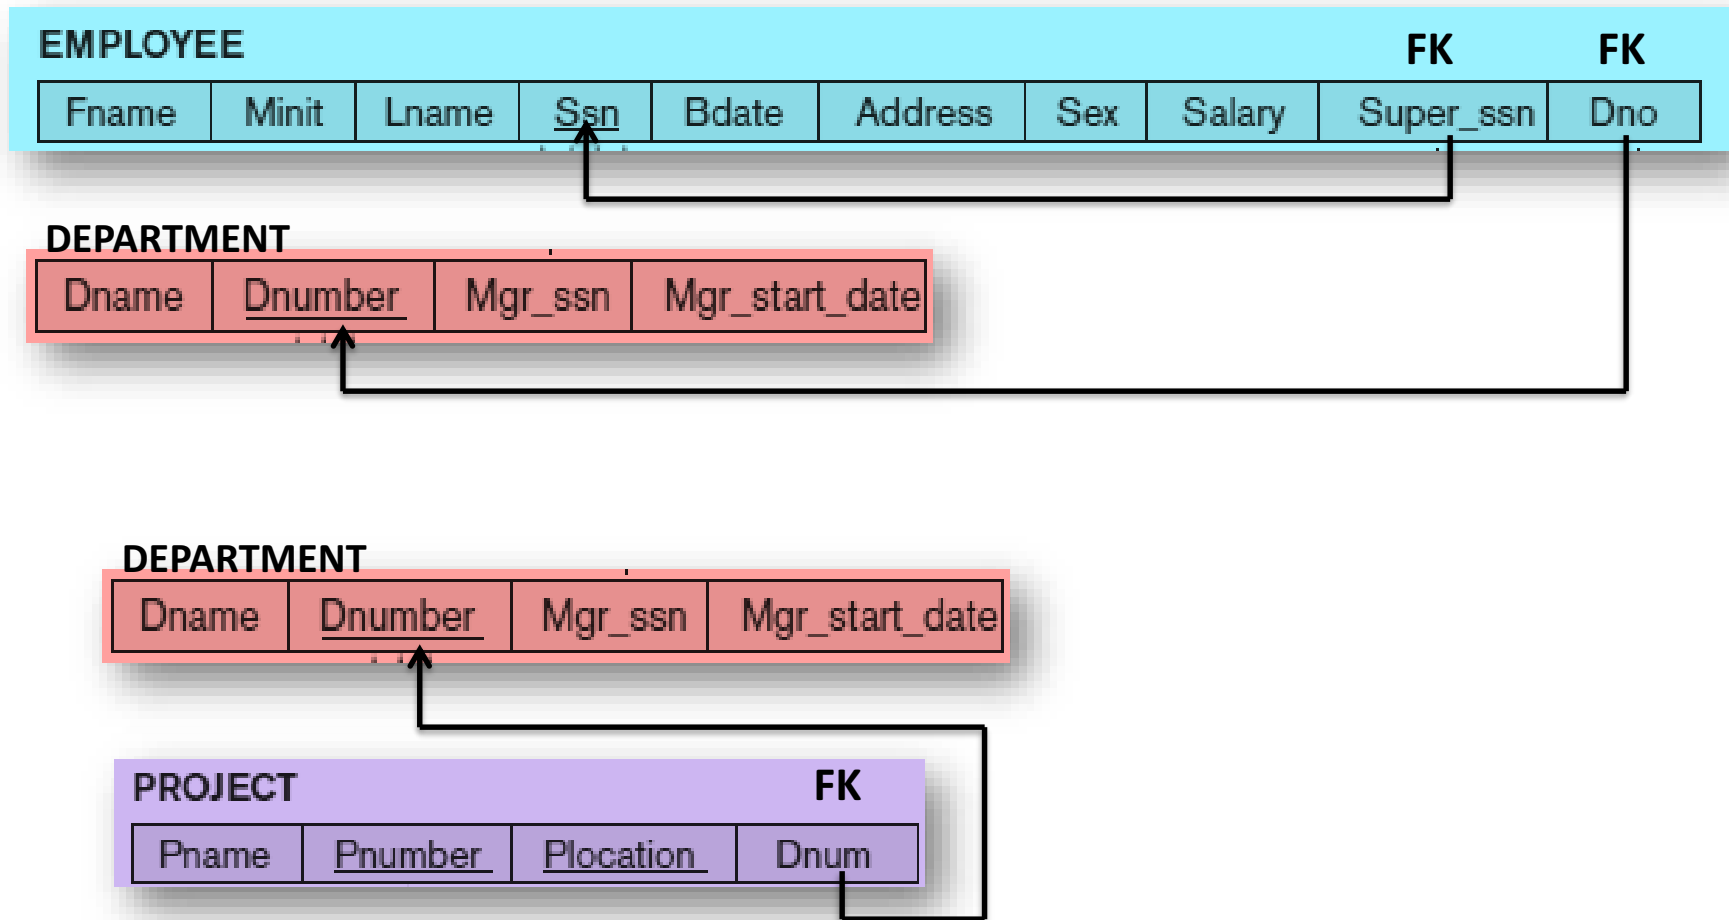 EMPLOYEE FK FK
Fname Minit Lname Ssn Bdate Address Sex Salary Super_ssn Dno
DEPARTMENT
Dname Dnumber Mgr_ssn Mgr_start_date
DEPARTMENT
Dname Dnumber Mgr_ssn Mgr_start_date
PROJECT FK
Pname Pnumber Plocation Dnum